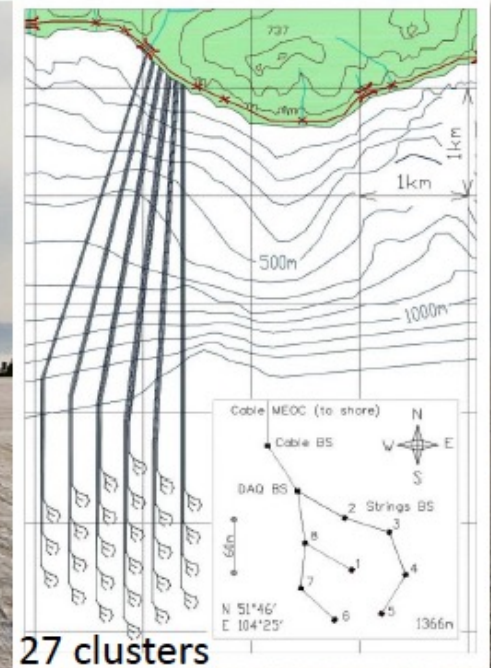 737
1km
1km
500m
1000m
Cable MEOC (to shore)
Cable BS
N
W E
S
DAQ BS
2 Strings BS
3
8
66m
1
4
7
6
5
N 51°46′
E 104°25′
1366m
27 clusters